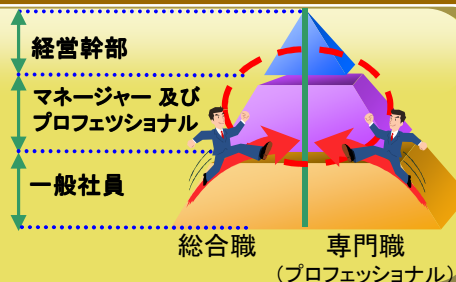 経営幹部
マネージャー 及び
プロフェツショナル
一般社員
総合職
専門職
(プロフェッショナル)